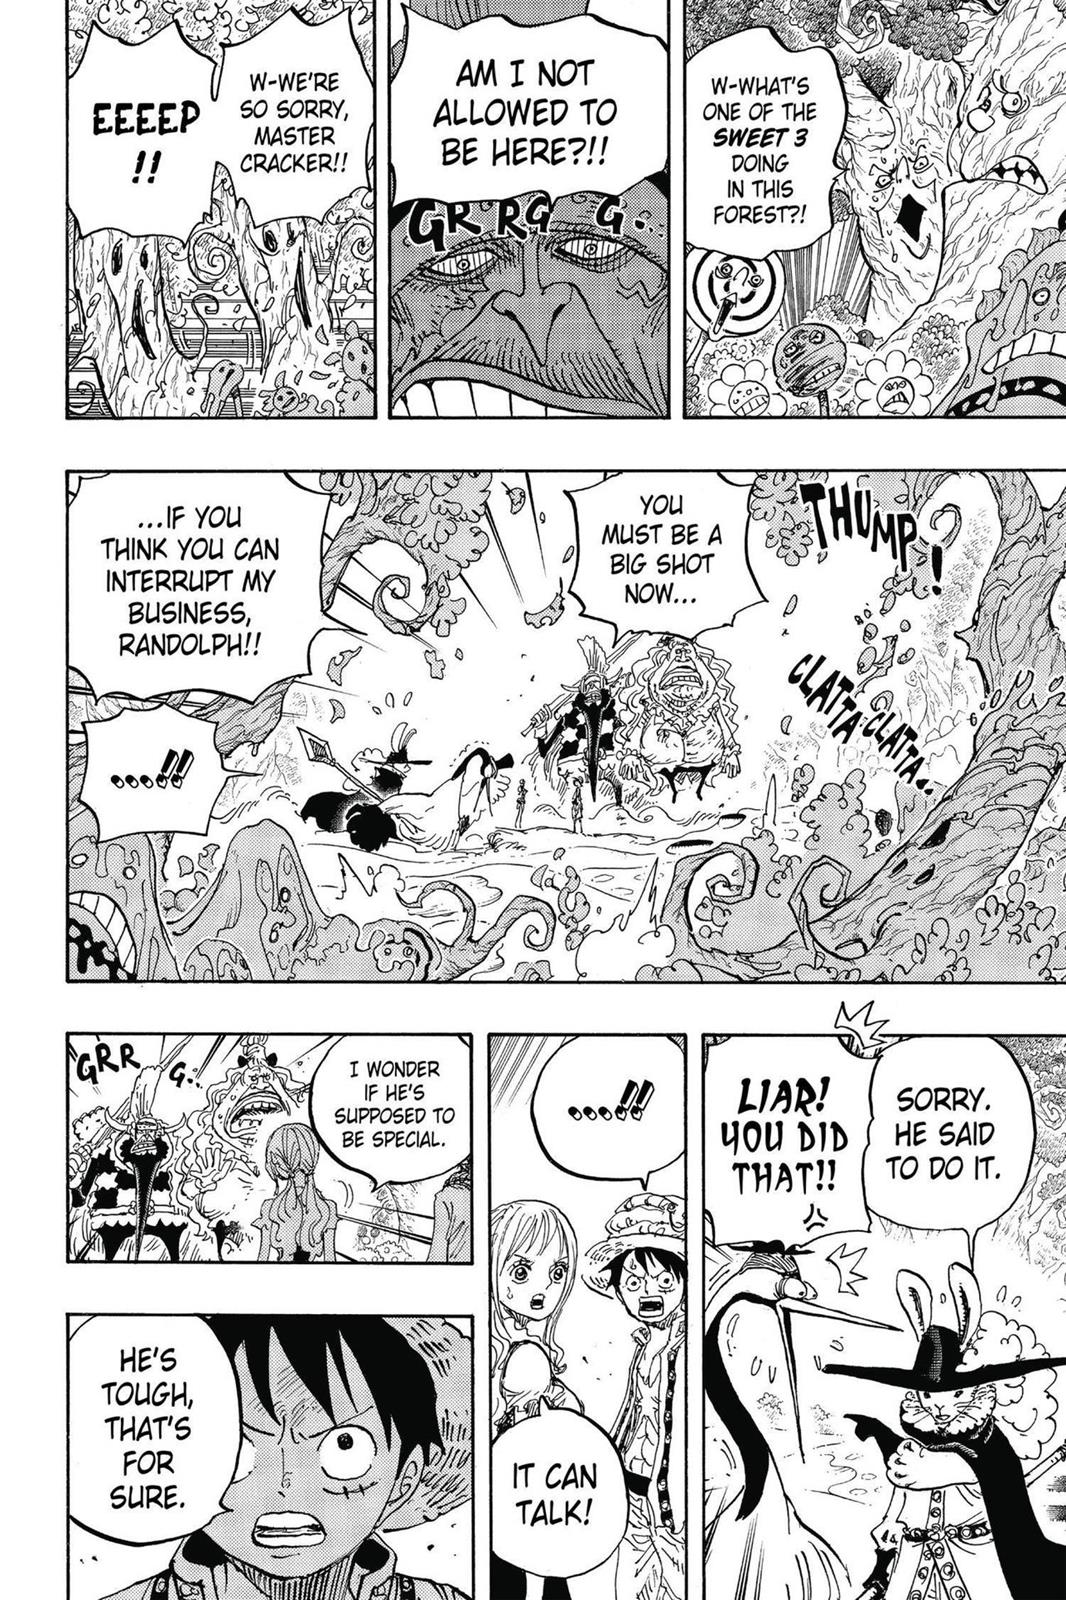 W-WHAT'S
ONE OF THE
SWEET 3
DOING
IN THIS
FOREST?!
AM I NOT
ALLOWED TO
BE HERE?!!
GRRRG G..
W-WE'RE
SO SORRY,
MASTER
CRACKER!!
EEEEP
!!
THUMP!
YOU
MUST BE A
BIG SHOT
NOW...
CLATTA CLATTA..
...IF YOU
THINK YOU CAN
INTERRUPT MY
BUSINESS,
RANDOLPH!!
...!!
SORRY.
HE SAID
TO DO IT.
LIAR!
YOU DID
THAT!!
...!!
IT CAN
TALK!
I WONDER
IF HE'S
SUPPOSED TO
BE SPECIAL.
GRR G..
HE'S
TOUGH,
THAT'S
FOR
SURE.